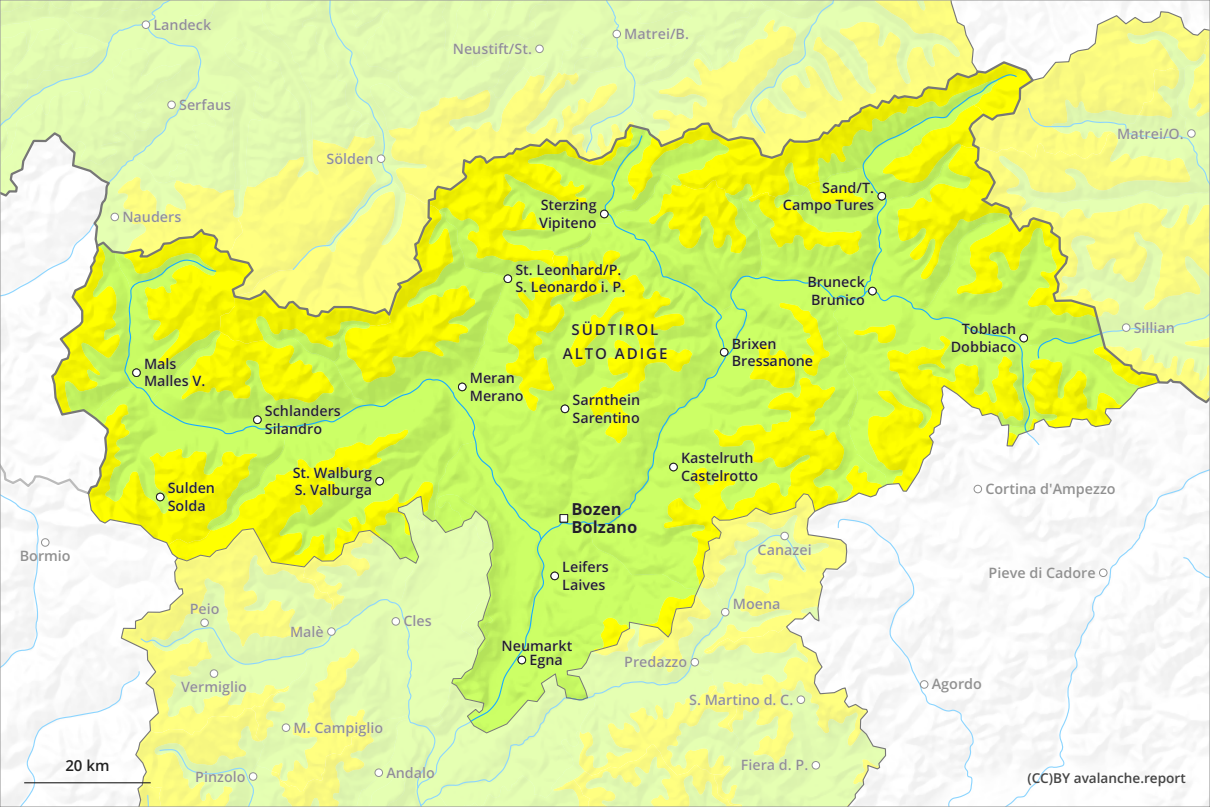 Landeck
Matrei/B.
Neustift/St.
Serfaus
Matrei/O.
Sölden
Sand/T.
Campo Tures
Nauders
Sterzing
Vipiteno
St. Leonhard/P.
S. Leonardo i. P.
Bruneck
Brunico
SÜDTIROL
ALTO ADIGE
Toblach
Dobbiaco
Sillian
Brixen
Bressanone
Mals
Malles V.
Meran
Merano
Schlanders
Silandro
Sarnthein
Sarentino
Kastelruth
Castelrotto
St. Walburg
S. Valburga
Sulden
Solda
Cortina d'Ampezzo
Bozen
Bolzano
Bormio
Canazei
Leifers
Laives
Pieve di Cadore
Peio
Moena
Cles
Malè
Neumarkt
Egna
Predazzo
Vermiglio
Agordo
S. Martino d. C.
M. Campiglio
20 km
Pinzolo
Andalo
Fiera d. P.
(CC)BY avalanche.report